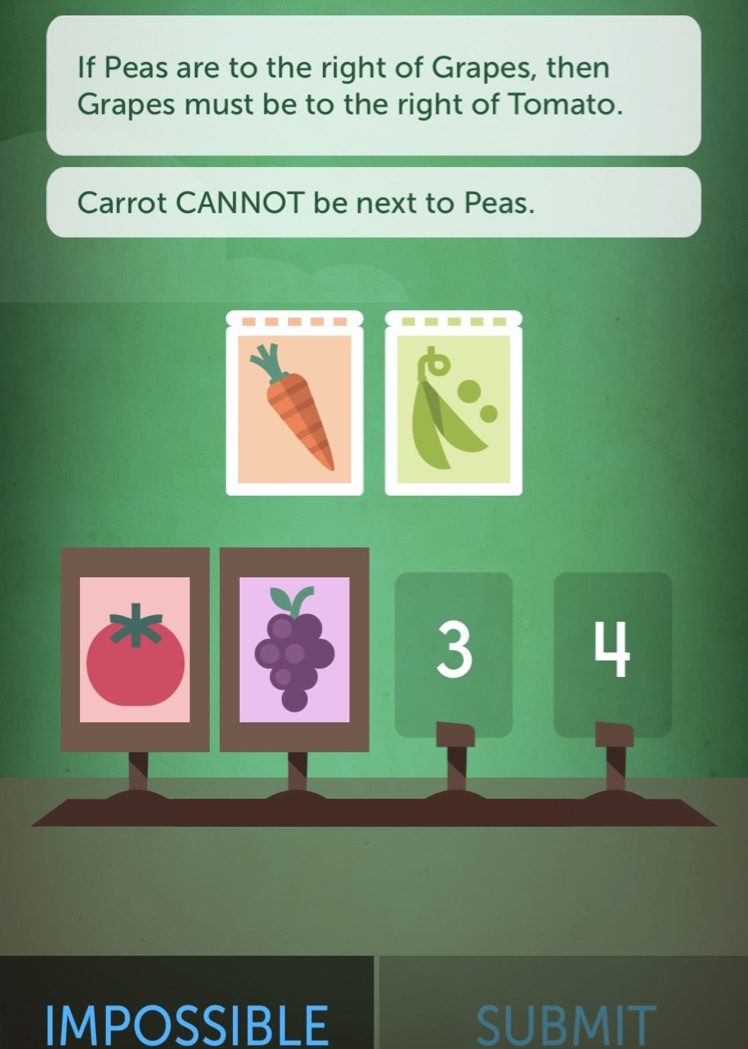 If Peas are to the right of Grapes, then
Grapes must be to the right of Tomato.
Carrot CANNOT be next to Peas.
3 4
IMPOSSIBLE SUBMIT